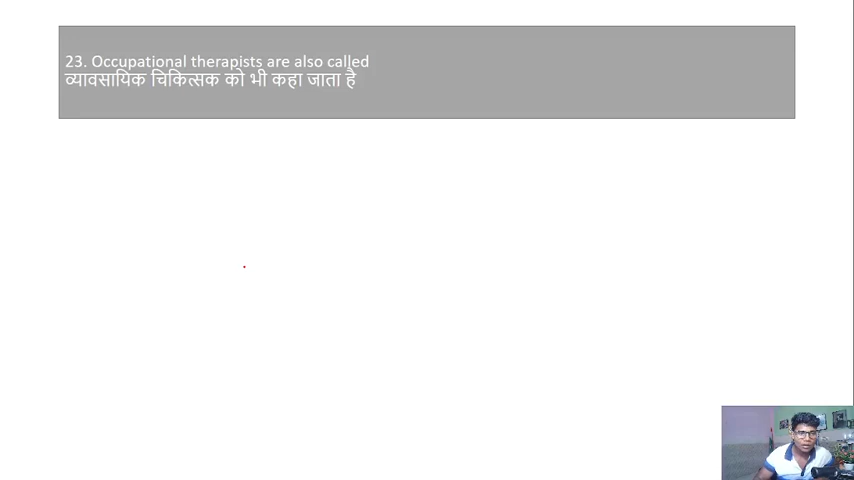 23. Occupational therapists are also called
व्यावसायिक चिकित्सक को भी कहा जाता है